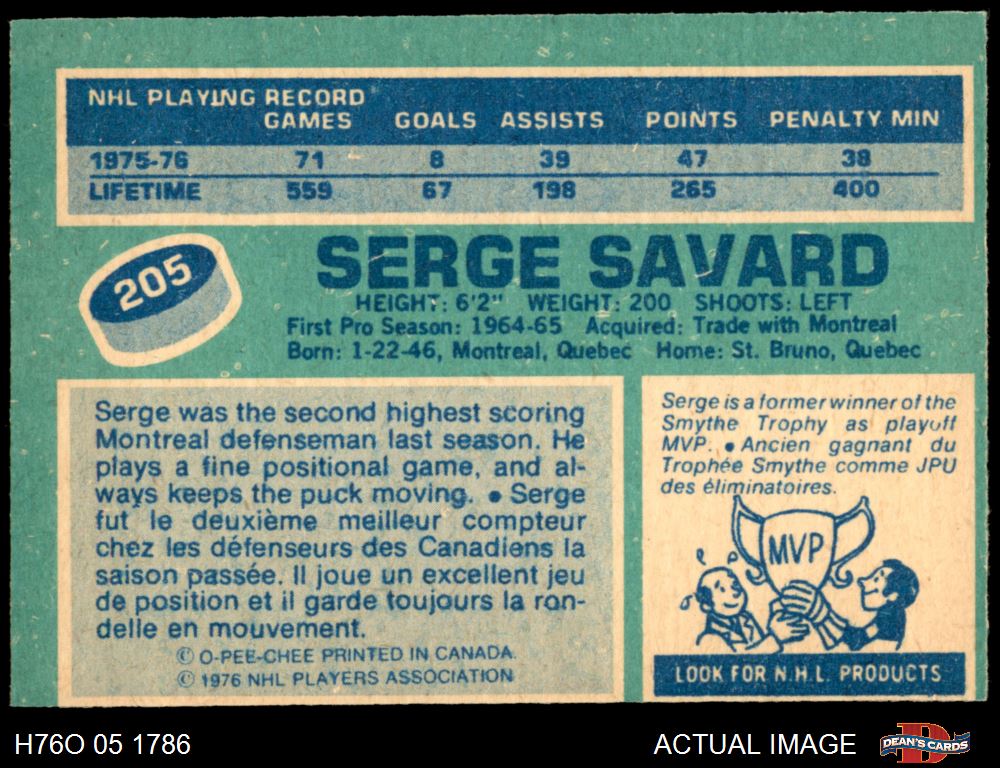 NHL PLAYING RECORD
GAMES GOALS ASSISTS POINTS PENALTY MIN
1975-76 71 8 39 47 38
LIFETIME 559 67 198 265 400
205
SERGE SAVARD
HEIGHT: 6'2" WEIGHT: 200 SHOOTS: LEFT
First Pro Season: 1964-65 Acquired: Trade with Montreal
Born: 1-22-46, Montreal, Quebec Home: St. Bruno, Quebec
Serge was the second highest scoring
Montreal defenseman last season. He
plays a fine positional game, and al-
ways keeps the puck moving. • Serge
fut le deuxième meilleur compteur
chez les défenseurs des Canadiens la
saison passée. Il joue un excellent jeu
de position et il garde toujours la ron-
delle en mouvement.
© O-PEE-CHEE PRINTED IN CANADA.
© 1976 NHL PLAYERS ASSOCIATION
Serge is a former winner of the
Smythe Trophy as playoff
MVP. • Ancien gagnant du
Trophée Smythe comme JPU
des éliminatoires.
MVP
LOOK FOR N.H.L. PRODUCTS
H76O 05 1786
ACTUAL IMAGE
D
DEAN'S CARDS